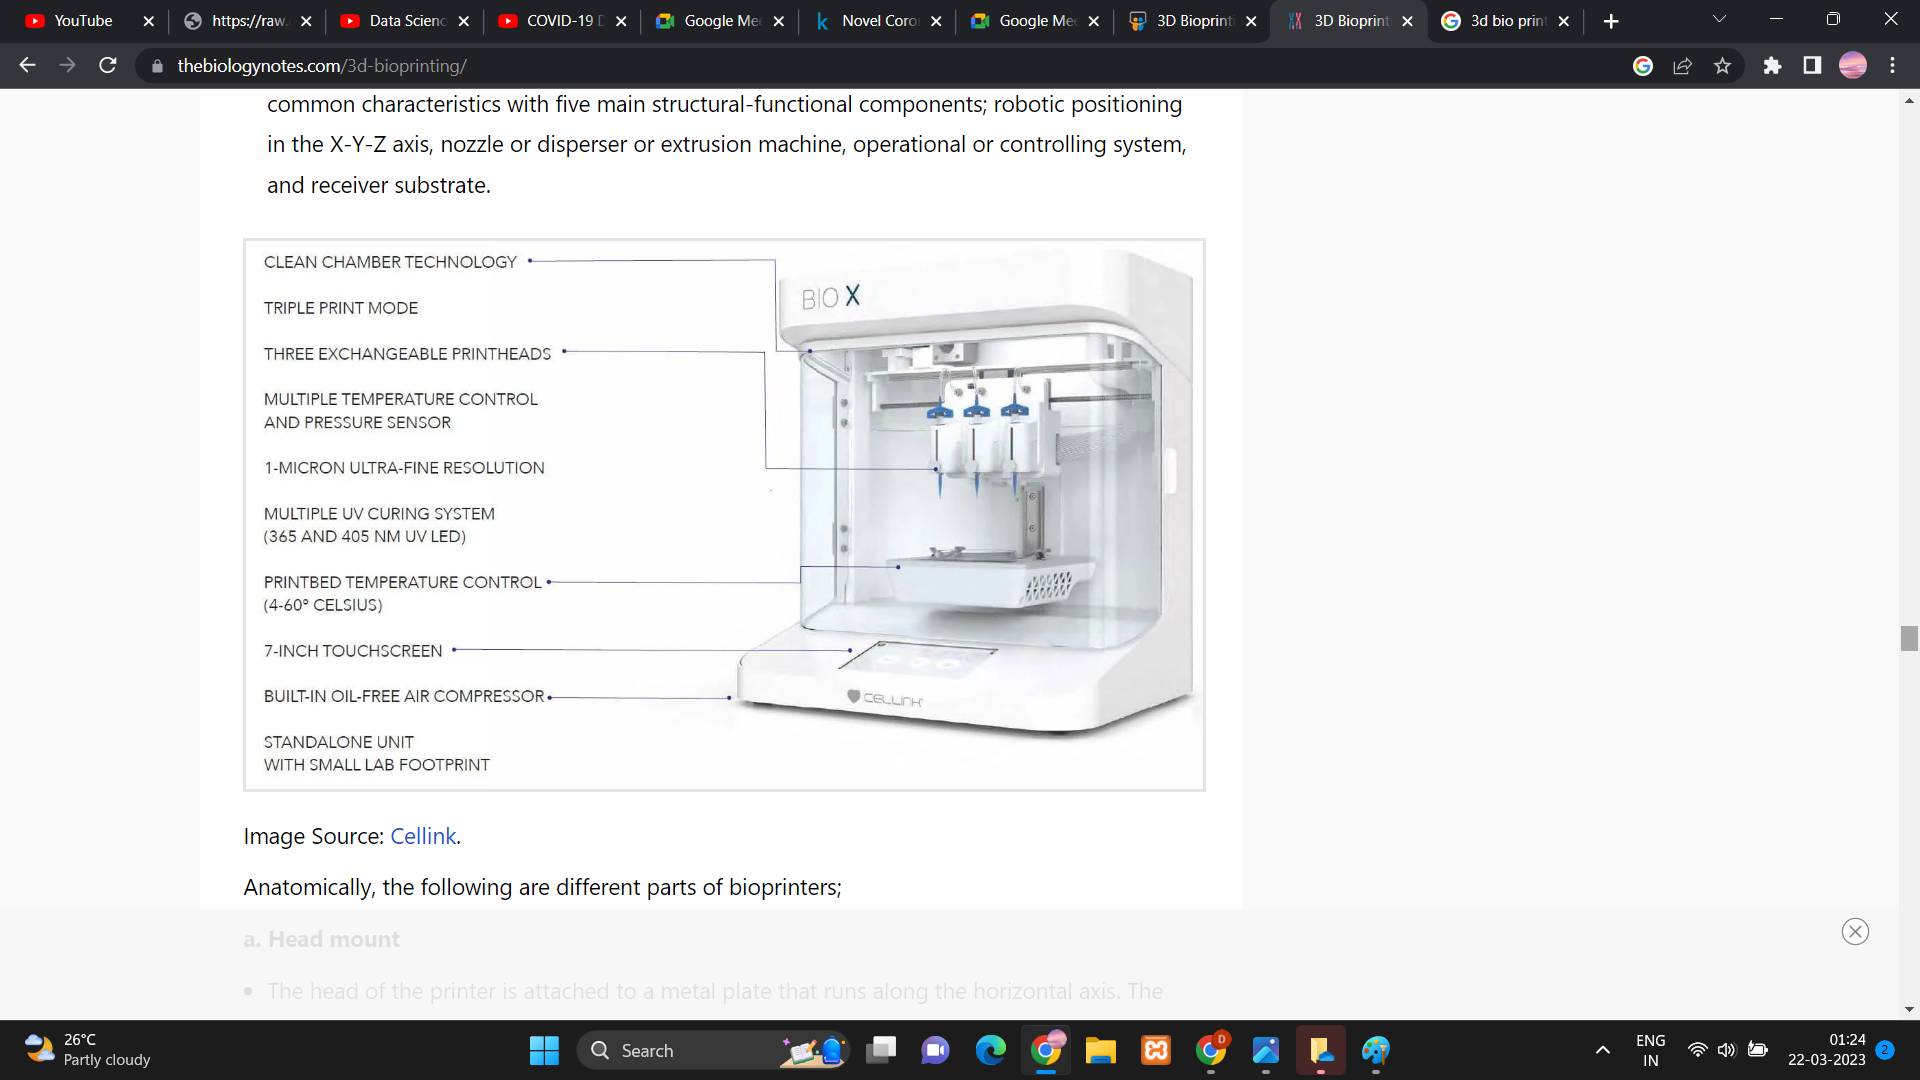 YouTube
https://raw.
Data Scienc
COVID-19 D
Google Mee
Novel Coron
Google Mee
3D Bioprinti
3D Bioprint
3d bio print
thebiologynotes.com/3d-bioprinting/
common characteristics with five main structural-functional components; robotic positioning
in the X-Y-Z axis, nozzle or disperser or extrusion machine, operational or controlling system,
and receiver substrate.
CLEAN CHAMBER TECHNOLOGY
BIO X
TRIPLE PRINT MODE
THREE EXCHANGEABLE PRINTHEADS
MULTIPLE TEMPERATURE CONTROL
AND PRESSURE SENSOR
1-MICRON ULTRA-FINE RESOLUTION
MULTIPLE UV CURING SYSTEM
(365 AND 405 NM UV LED)
PRINTBED TEMPERATURE CONTROL
(4-60° CELSIUS)
7-INCH TOUCHSCREEN
BUILT-IN OIL-FREE AIR COMPRESSOR
CELLINK
STANDALONE UNIT
WITH SMALL LAB FOOTPRINT
Image Source: Cellink.
Anatomically, the following are different parts of bioprinters;
a. Head mount
• The head of the printer is attached to a metal plate that runs along the horizontal axis. The
26°C
Partly cloudy
Search
D
ENG
IN
01:24
22-03-2023
2